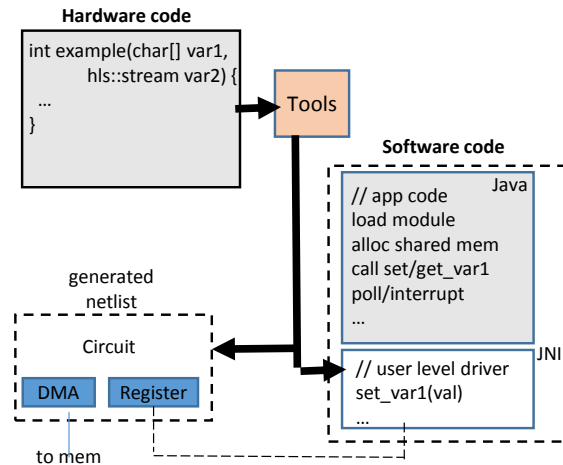 Hardware code
int example(char[] var1,
hls::stream var2) {
...
}
Tools
Software code
Java
// app code
load module
alloc shared mem
call set/get_var1
poll/interrupt
...
JNI
// user level driver
set_var1(val)
...
generated
netlist
Circuit
DMA
Register
to mem